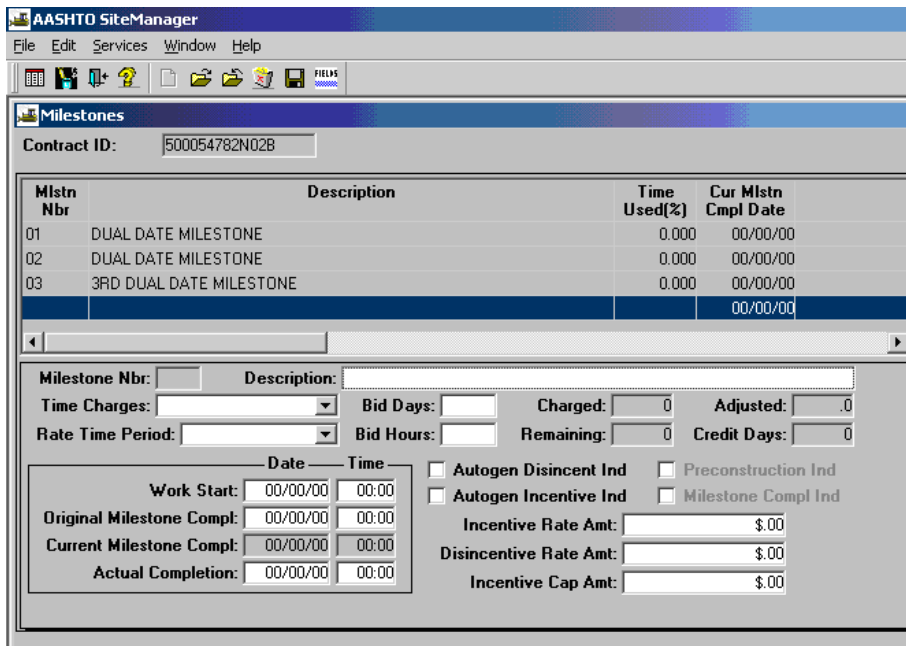 AASHTO SiteManager
File Edit Services Window Help
FIELDS
Milestones
Contract ID: 500054782N02B
Mlstn Nbr Description Time Used(%) Cur Mlstn Cmpl Date
01 DUAL DATE MILESTONE 0.000 00/00/00
02 DUAL DATE MILESTONE 0.000 00/00/00
03 3RD DUAL DATE MILESTONE 0.000 00/00/00
00/00/00
Milestone Nbr: Description:
Time Charges: Bid Days: Charged: 0 Adjusted: .0
Rate Time Period: Bid Hours: Remaining: 0 Credit Days: 0
Date Time
Work Start: 00/00/00 00:00
Original Milestone Compl: 00/00/00 00:00
Current Milestone Compl: 00/00/00 00:00
Actual Completion: 00/00/00 00:00
Autogen Disincent Ind Preconstruction Ind
Autogen Incentive Ind Milestone Compl Ind
Incentive Rate Amt: $.00
Disincentive Rate Amt: $.00
Incentive Cap Amt: $.00